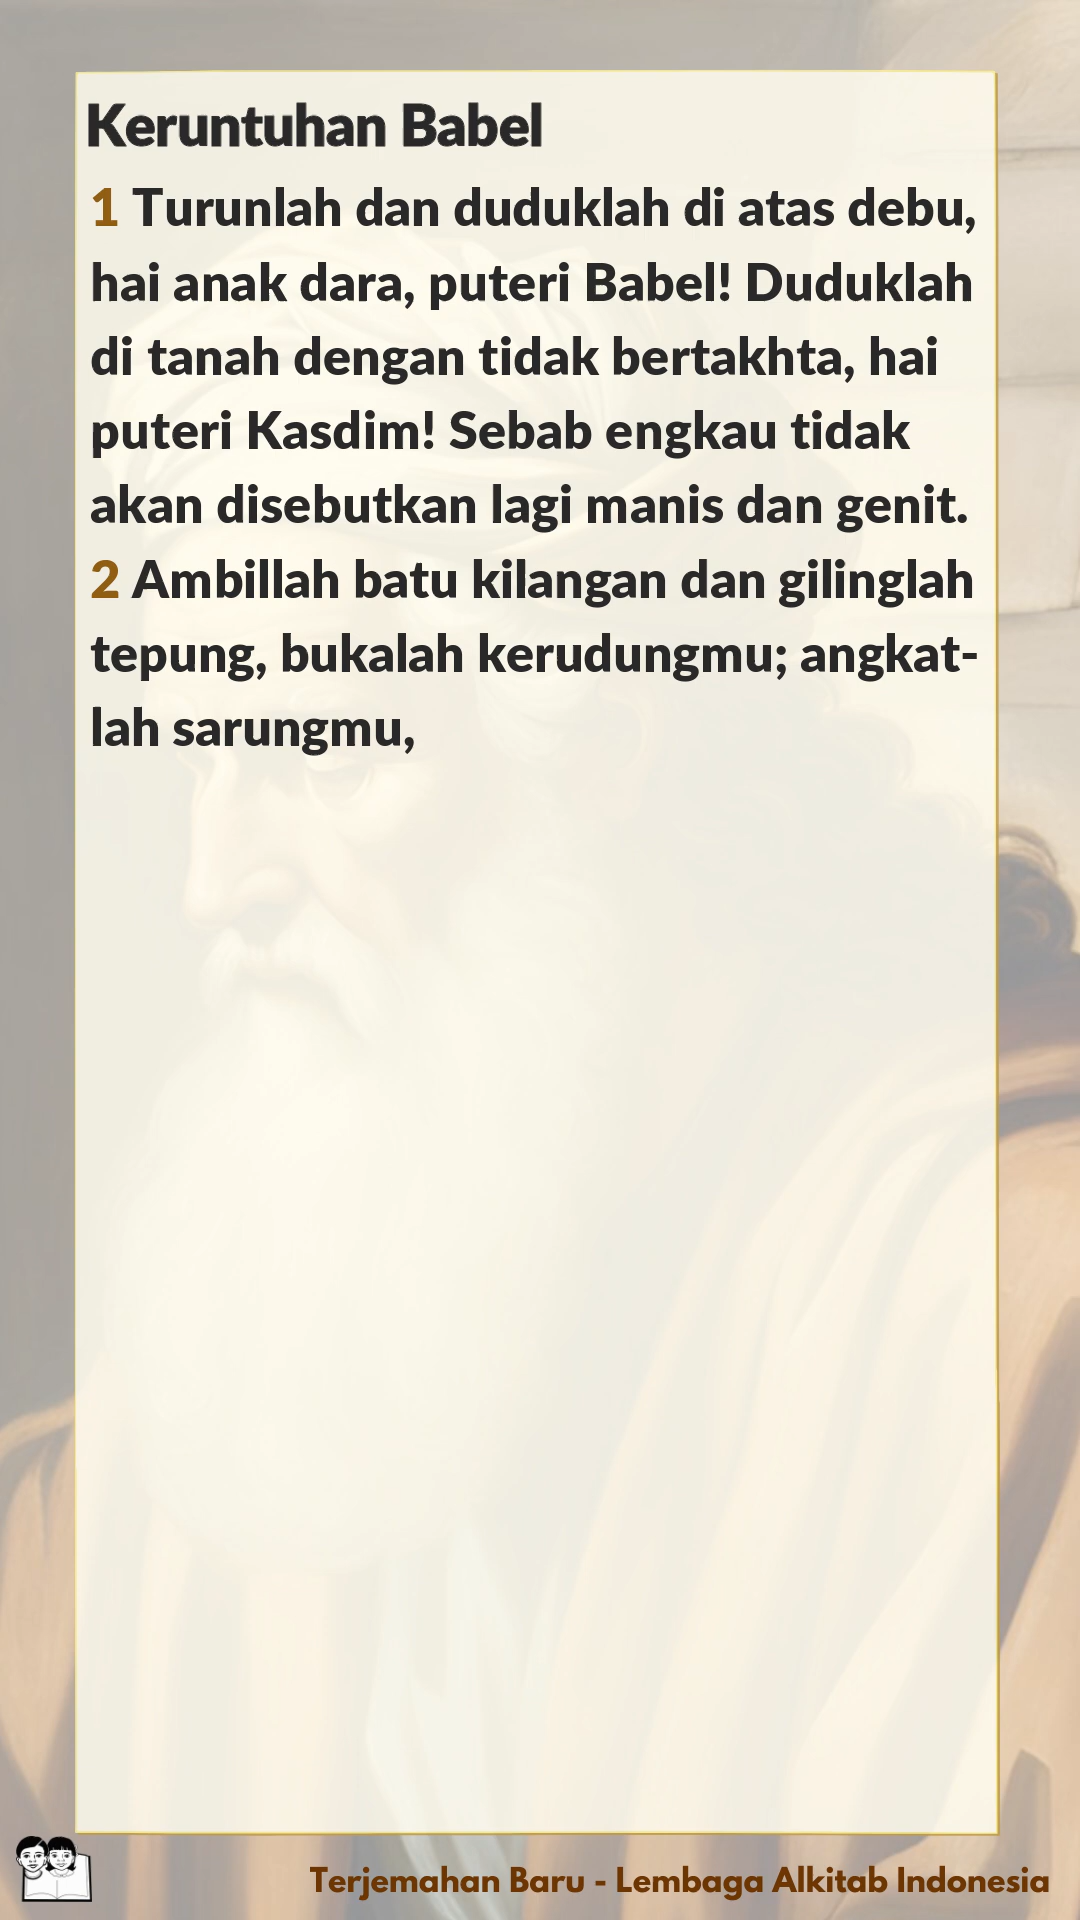 Keruntuhan Babel
1 Turunlah dan duduklah di atas debu,
hai anak dara, puteri Babel! Duduklah
di tanah dengan tidak bertakhta, hai
puteri Kasdim! Sebab engkau tidak
akan disebutkan lagi manis dan genit.
2 Ambillah batu kilangan dan gilinglah
tepung, bukalah kerudungmu; angkat-
lah sarungmu,
Terjemahan Baru - Lembaga Alkitab Indonesia